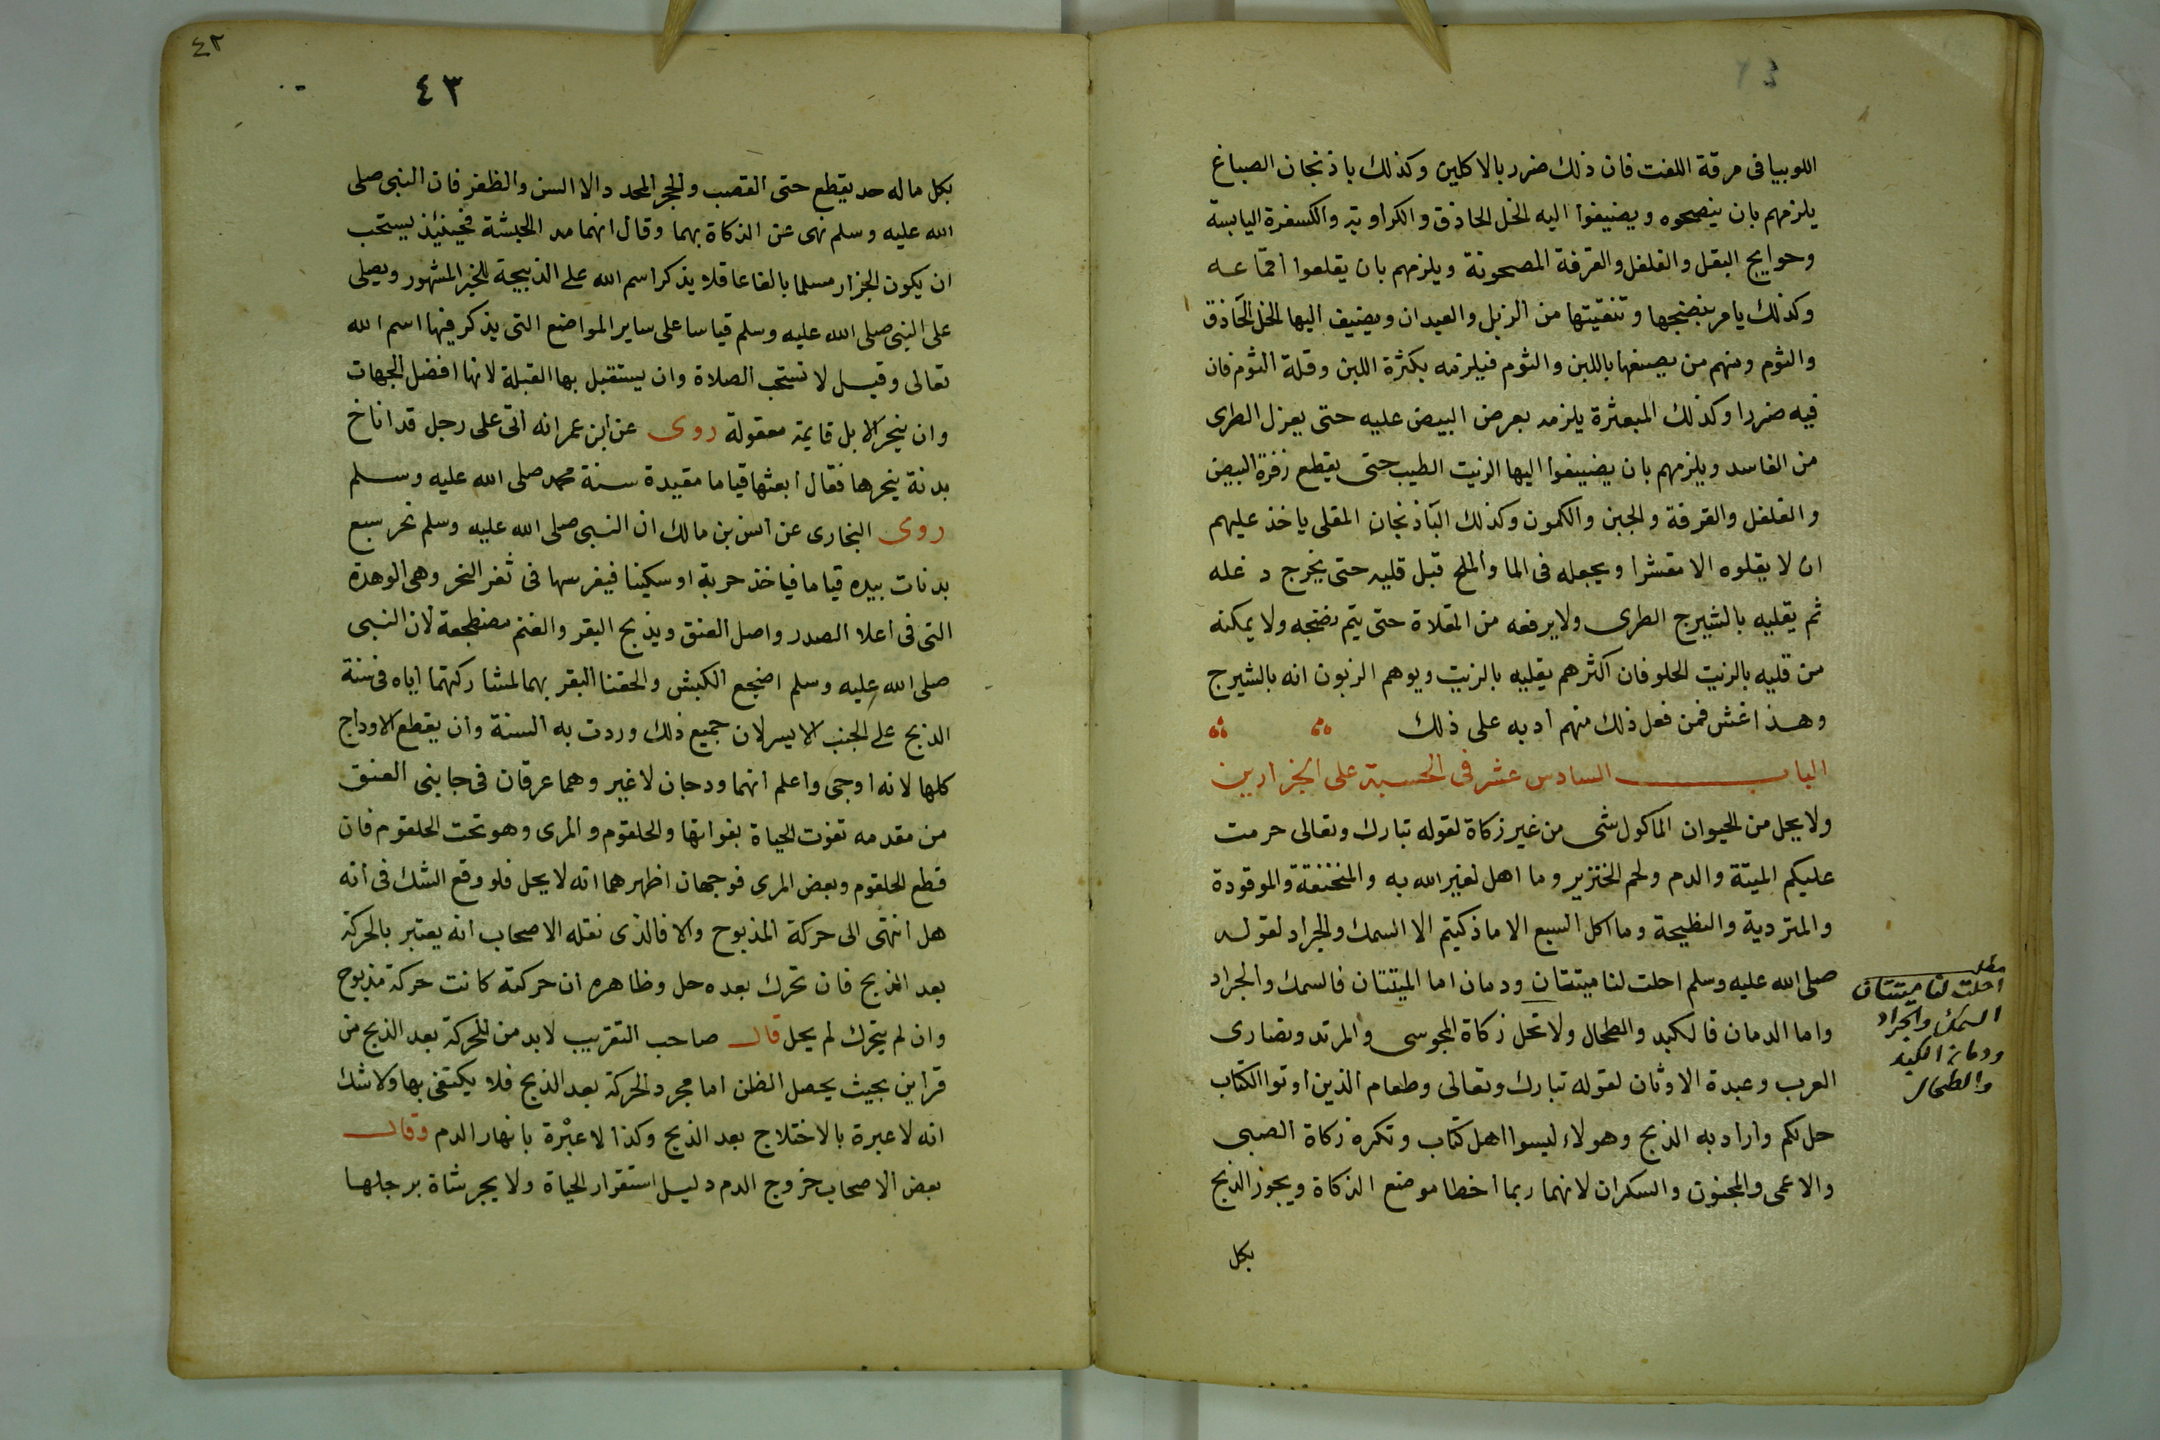 اللوبيا فى مرقة اللفت فان ذلك ضرر بالاكلين وكذلك باذنجان الصباغ
يلزمهم بان ينصحوه ويضيفوا اليه الخل الحاذق والكراويه والكسفرة اليابسة
وحوايج البقل والفلفل والقرفة المصحونة ويلزمهم بان يقلعوا اقماعه
وكذلك يامر بنضجها وتنقيتها من الزبل والعيدان ويضيف اليها الخل الحاذق
والثوم ومنهم من يصبغها باللبن والثوم فيلزمه بكثرة اللبن وقلة الثوم فان
فيه ضررا وكذلك المبعثرة يلزمه بعرض البيض عليه حتى يعزل الطرى
من الفاسد ويلزمهم بان يضيفوا اليها الزيت الطيب حتى يقطع زفرة البيض
والفلفل والقرفة والجبن والكمون وكذلك الباذنجان المقلى ياخذ عليهم
ان لا يقلوه الا مقشرا ويجعله فى الما والملح قبل قليه حتى يخرج دغله
ثم يقليه بالشيرج الطرى ولا يرفعه من المقلاة حتى يتم نضجه ولا يمكنه
من قليه بالزيت الحلو فان اكثرهم يقليه بالزيت ويوهم الزبون انه بالشيرج
وهذا غش فمن فعل ذلك منهم ادبه على ذلك
الباب السادس عشر فى الحسبة على الجزارين
ولا يحل من الحيوان الماكول شى من غير زكاة لقوله تبارك وتعالى حرمت
عليكم الميتة والدم ولحم الخنزير وما اهل لغير الله به والمنخنقة والموقودة
والمتردية والنطيحة وما اكل السبع الا ما ذكيتم الا السمك والجراد لقوله
صلى الله عليه وسلم احلت لنا ميتتان ودمان اما الميتتان فالسمك والجراد
واما الدمان فالكبد والطحال ولا تحل زكاة المجوسى والمرتد ونصارى
العرب وعبدة الاوثان لقوله تبارك وتعالى وطعام الذين اوتوا الكتاب
حل لكم واراد به الذبح وهولاء ليسوا اهل كتاب وتكره زكاة الصبى
والاعمى والمجنون والسكران لانهما ربما اخطا موضع الزكاة ويجوز الذبح
بكل
مطلب
احلت لنا ميتتان
السمك والجراد
ودمان الكبد
والطحال
٤٣
٤٣
بكل ماله حد يقطع حتى القصب والحجر المحدد الا السن والظفر فان النبى صلى
الله عليه وسلم نهى عن الزكاة بهما وقال انهما مد الحبشة فحينئذ يستحب
ان يكون الجزار مسلما بالغا عاقلا يذكر اسم الله على الذبيحة للخبر المشهور ويصلى
على النبى صلى الله عليه وسلم قياسا على ساير المواضع التى يذكر فيها اسم الله
تعالى وقيل لا تستحب الصلاة وان يستقبل بها القبلة لانها افضل الجهات
وان ينحر الابل قايمة معقولة روى عن ابن عمر انه اتى على رجل قد اناخ
بدنة ينحرها فقال ابعثها قياما مقيدة سنة محمد صلى الله عليه وسلم
روى البخارى عن انس بن مالك ان النبى صلى الله عليه وسلم نحر سبع
بدنات بيده قياما فياخذ حربة او سكينا فيغرسها فى ثغر النحر وهى الوهدة
التى فى اعلا الصدر واصل العنق ويذبح البقر والغنم مضطجعة لان النبى
صلى الله عليه وسلم اضجع الكبش والحقنا البقر بهما لمشاركتهما اياه فى سنة
الذبح على الجنب الايسر لان جميع ذلك وردت به السنة وان يقطع الاوداج
كلها لانه اوحى واعلم انهما ودجان لا غير وهما عرقان فى جابنى العنق
من مقدمه تفوت الحياة بفواتها والحلقوم والمرى وهو تحت الحلقوم فان
قطع الحلقوم وبعض المرى فوجهان اظهرهما انه لا يحل فلو وقع الشك فى انه
هل انتهى الى حركة المذبوح والا فالذى نقله الاصحاب انه يعتبر بالحركة
بعد الذبح فان تحرك بعده حل وظاهره ان حركته كانت حركة مذبوح
وان لم يتحرك لم يحل قال صاحب التقريب لا بد من الحركة بعد الذبح من
قراين بحيث يحصل الظن اما مجرد الحركة بعد الذبح فلا يكتفى بها ولا شك
انه لا عبرة بالاختلاج بعد الذبح وكذا لا عبرة بانهار الدم وقال
بعض الاصحاب خروج الدم دليل استقرار الحياة ولا يجر شاة برجلها